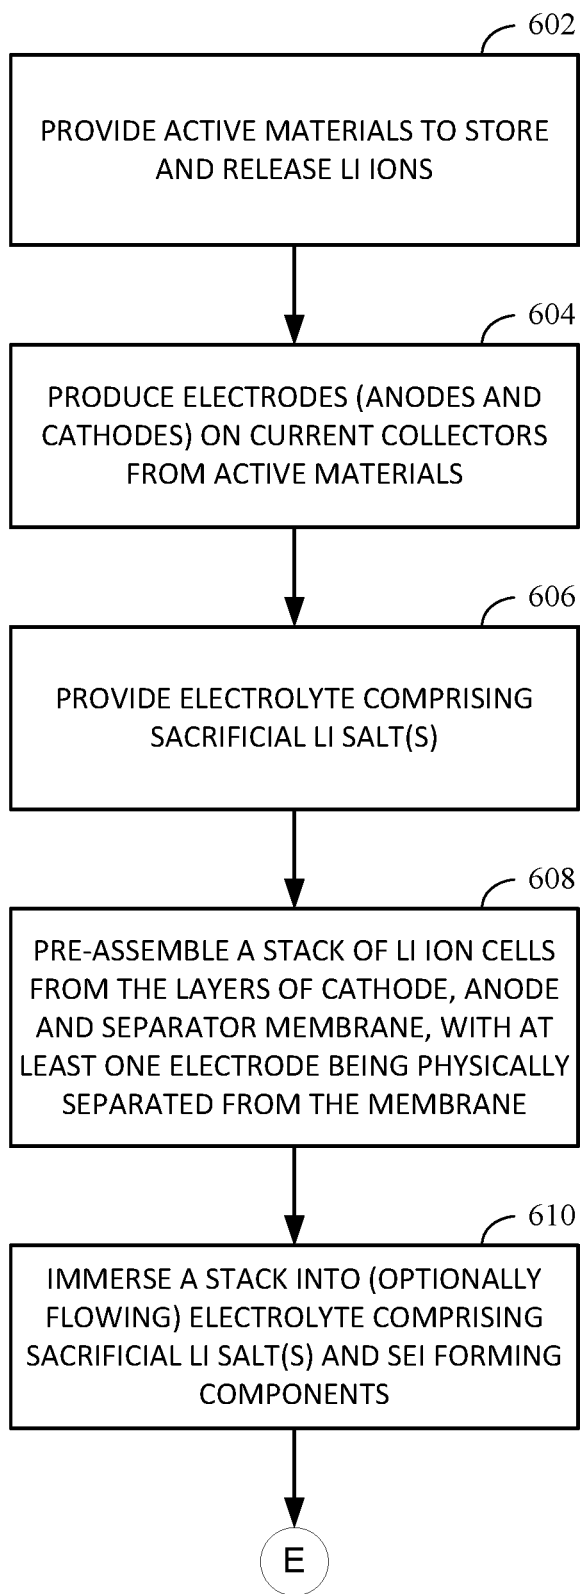 602
PROVIDE ACTIVE MATERIALS TO STORE
AND RELEASE LI IONS
604
PRODUCE ELECTRODES (ANODES AND
CATHODES) ON CURRENT COLLECTORS
FROM ACTIVE MATERIALS
606
PROVIDE ELECTROLYTE COMPRISING
SACRIFICIAL LI SALT(S)
608
PRE-ASSEMBLE A STACK OF LI ION CELLS
FROM THE LAYERS OF CATHODE, ANODE
AND SEPARATOR MEMBRANE, WITH AT
LEAST ONE ELECTRODE BEING PHYSICALLY
SEPARATED FROM THE MEMBRANE
610
IMMERSE A STACK INTO (OPTIONALLY
FLOWING) ELECTROLYTE COMPRISING
SACRIFICIAL LI SALT(S) AND SEI FORMING
COMPONENTS
E